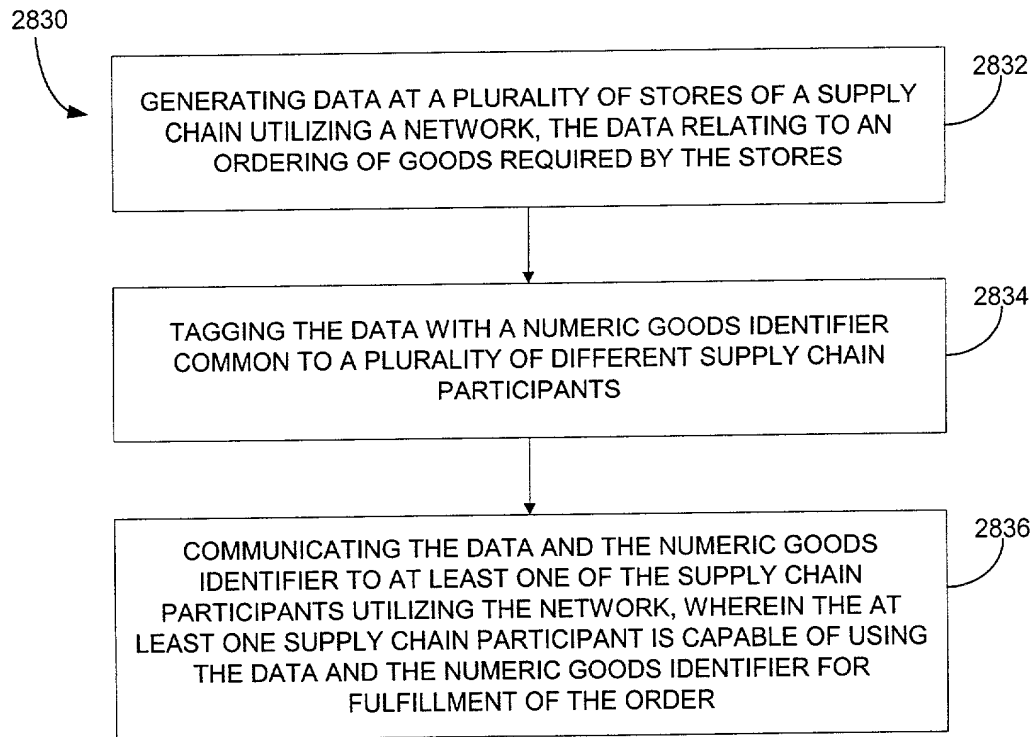 2830
2832
GENERATING DATA AT A PLURALITY OF STORES OF A SUPPLY
CHAIN UTILIZING A NETWORK, THE DATA RELATING TO AN
ORDERING OF GOODS REQUIRED BY THE STORES
2834
TAGGING THE DATA WITH A NUMERIC GOODS IDENTIFIER
COMMON TO A PLURALITY OF DIFFERENT SUPPLY CHAIN
PARTICIPANTS
2836
COMMUNICATING THE DATA AND THE NUMERIC GOODS
IDENTIFIER TO AT LEAST ONE OF THE SUPPLY CHAIN
PARTICIPANTS UTILIZING THE NETWORK, WHEREIN THE AT
LEAST ONE SUPPLY CHAIN PARTICIPANT IS CAPABLE OF USING
THE DATA AND THE NUMERIC GOODS IDENTIFIER FOR
FULFILLMENT OF THE ORDER